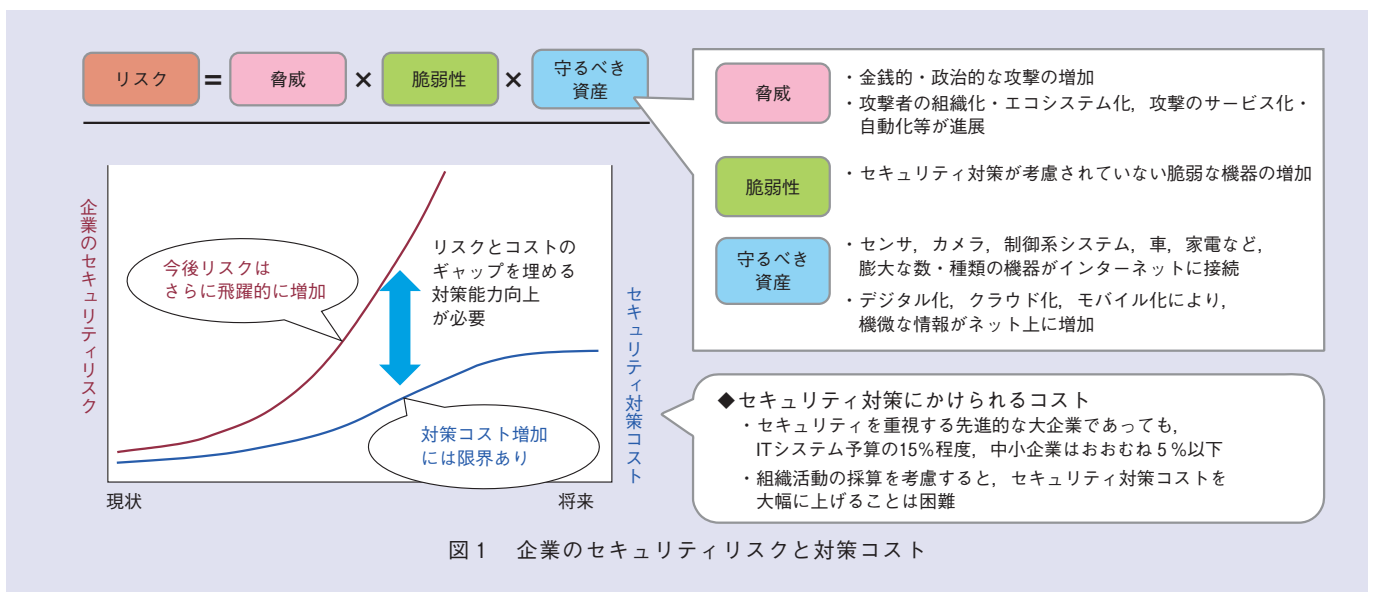 リスク = 脅威 × 脆弱性 × 守るべき
資産
脅威
・金銭的・政治的な攻撃の増加
・攻撃者の組織化・エコシステム化，攻撃のサービス化・
自動化等が進展
脆弱性
・セキュリティ対策が考慮されていない脆弱な機器の増加
守るべき
資産
・センサ，カメラ，制御系システム，車，家電など，
膨大な数・種類の機器がインターネットに接続
・デジタル化，クラウド化，モバイル化により，
機微な情報がネット上に増加
企業のセキュリティリスク
今後リスクは
さらに飛躍的に増加
リスクとコストの
ギャップを埋める
対策能力向上
が必要
対策コスト増加
には限界あり
セキュリティ対策コスト
現状
将来
◆セキュリティ対策にかけられるコスト
・セキュリティを重視する先進的な大企業であっても，
ITシステム予算の15%程度，中小企業はおおむね5%以下
・組織活動の採算を考慮すると，セキュリティ対策コストを
大幅に上げることは困難
図1　企業のセキュリティリスクと対策コスト